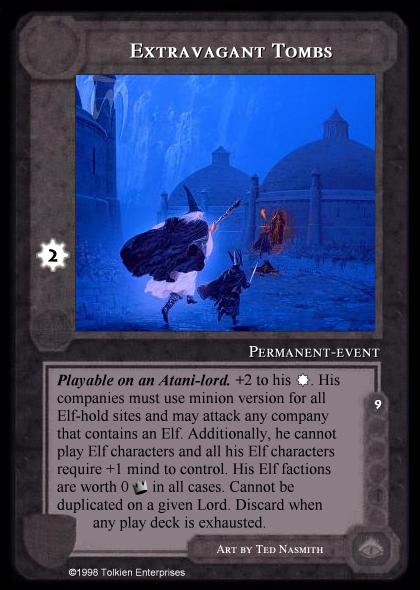 Extravagant Tombs
2
Permanent-event
Playable on an Atani-lord. +2 to his . His
companies must use minion version for all
Elf-hold sites and may attack any company
that contains an Elf. Additionally, he cannot
play Elf characters and all his Elf characters
require +1 mind to control. His Elf factions
are worth 0 in all cases. Cannot be
duplicated on a given Lord. Discard when
any play deck is exhausted.
9
Art by Ted Nasmith
©1998 Tolkien Enterprises